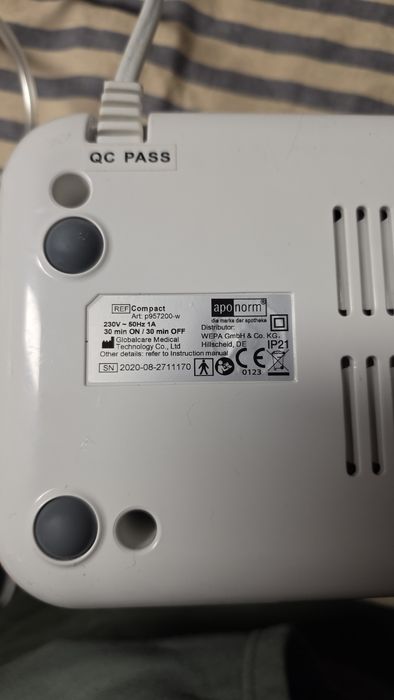 QC PASS
REF Compact
Art: p957200-w
230V ~ 50Hz 1A
30 min ON / 30 min OFF
Globalcare Medical
Technology Co., Ltd
Other details: refer to Instruction manual
SN 2020-08-2711170
aponorm®
die marke der apotheke
Distributor:
WEPA GmbH & Co. KG.
Hillscheid, DE
IP21
CE
0123